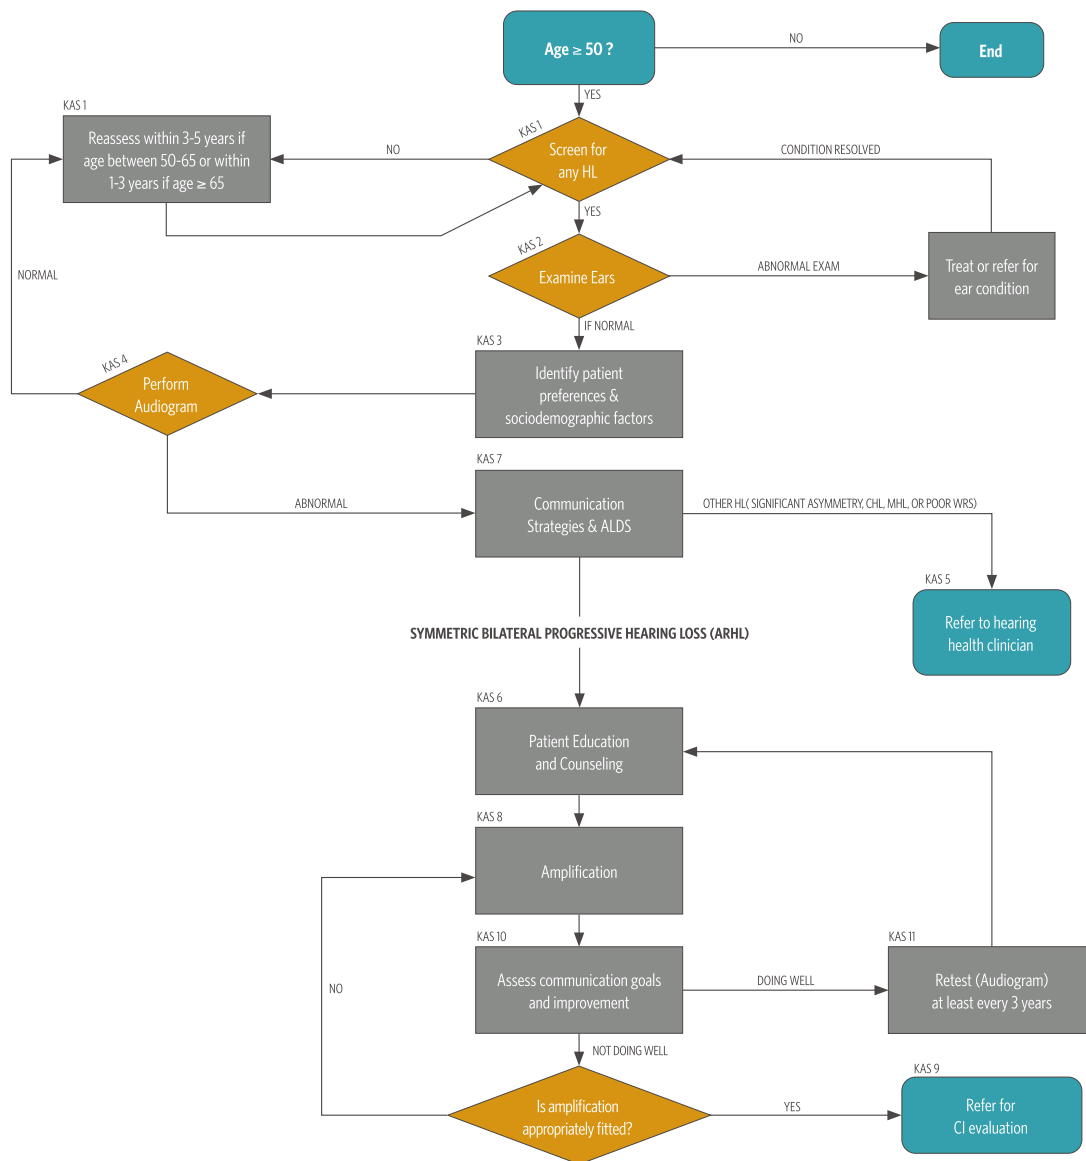 Age ≥ 50 ?
NO
End
YES
KAS 1
Reassess within 3-5 years if
age between 50-65 or within
1-3 years if age ≥ 65
NO
KAS 1
Screen for
any HL
CONDITION RESOLVED
YES
KAS 2
Examine Ears
ABNORMAL EXAM
Treat or refer for
ear condition
NORMAL
IF NORMAL
KAS 3
Identify patient
preferences &
sociodemographic factors
KAS 4
Perform
Audiogram
ABNORMAL
KAS 7
Communication
Strategies & ALDS
OTHER HL( SIGNIFICANT ASYMMETRY, CHL, MHL, OR POOR WRS)
KAS 5
Refer to hearing
health clinician
SYMMETRIC BILATERAL PROGRESSIVE HEARING LOSS (ARHL)
KAS 6
Patient Education
and Counseling
KAS 8
Amplification
KAS 10
Assess communication goals
and improvement
DOING WELL
KAS 11
Retest (Audiogram)
at least every 3 years
NO
NOT DOING WELL
Is amplification
appropriately fitted?
YES
KAS 9
Refer for
CI evaluation